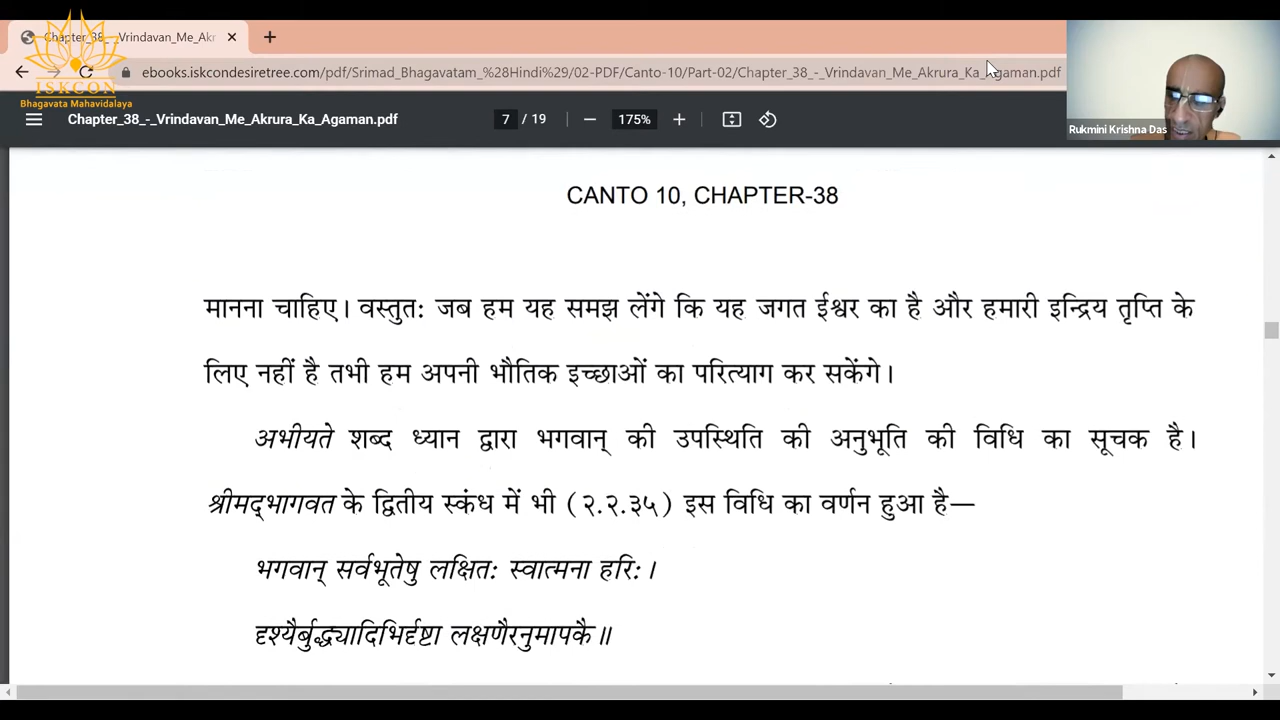 Chapter_38_-_Vrindavan_Me_Akr
ISKCON
Bhagavata Mahavidalaya
ebooks.iskcondesiretree.com/pdf/Srimad_Bhagavatam_%28Hindi%29/02-PDF/Canto-10/Part-02/Chapter_38_-_Vrindavan_Me_Akrura_Ka_Agaman.pdf
Chapter_38_-_Vrindavan_Me_Akrura_Ka_Agaman.pdf
7 / 19
175%
Rukmini Krishna Das
CANTO 10, CHAPTER-38
मानना चाहिए। वस्तुतः जब हम यह समझ लेंगे कि यह जगत ईश्वर का है और हमारी इन्द्रिय तृप्ति के
लिए नहीं है तभी हम अपनी भौतिक इच्छाओं का परित्याग कर सकेंगे।
अभीयते शब्द ध्यान द्वारा भगवान् की उपस्थिति की अनुभूति की विधि का सूचक है।
श्रीमद्भागवत के द्वितीय स्कंध में भी (२.२.३५) इस विधि का वर्णन हुआ है—
भगवान् सर्वभूतेषु लक्षितः स्वात्मना हरिः।
दृश्यैर्बुद्ध्यादिभिर्द्रष्टा लक्षणैरनुमापकै॥